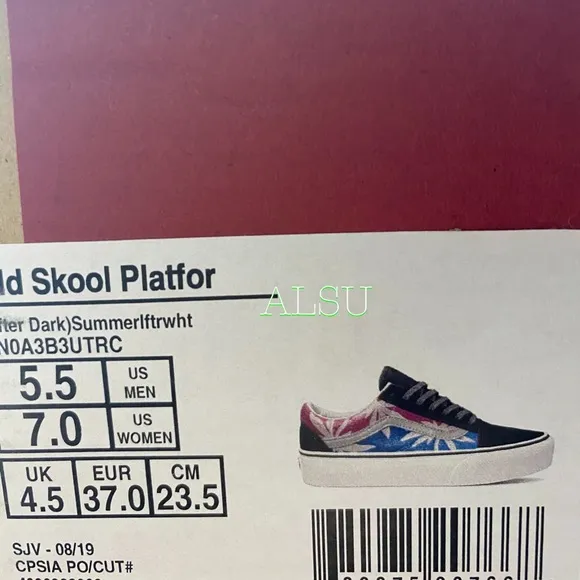 ld Skool Platfor
ALSU
fter Dark)Summerlftrwht
N0A3B3UTRC
5.5 US MEN
7.0 US WOMEN
UK EUR CM
4.5 37.0 23.5
SJV - 08/19
CPSIA PO/CUT#